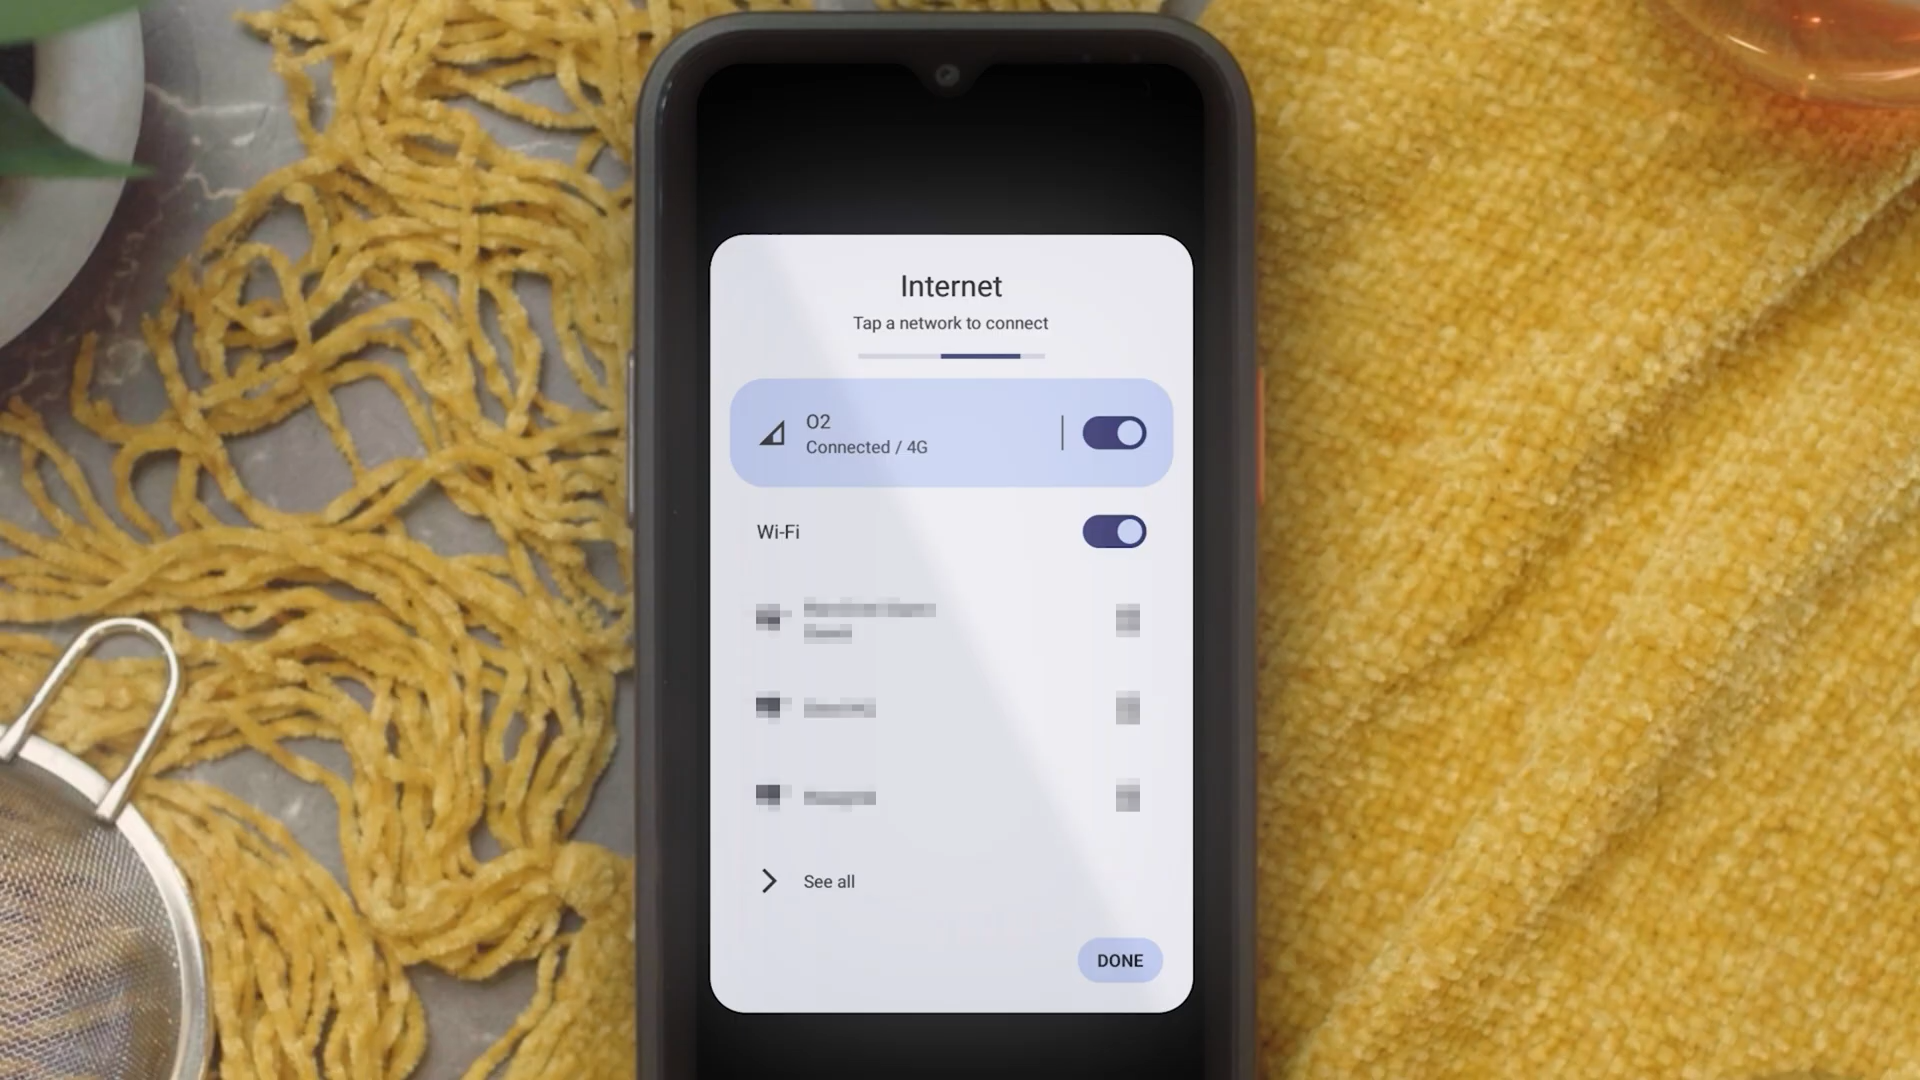 Internet
Tap a network to connect
O2
Connected / 4G
Wi-Fi
See all
DONE